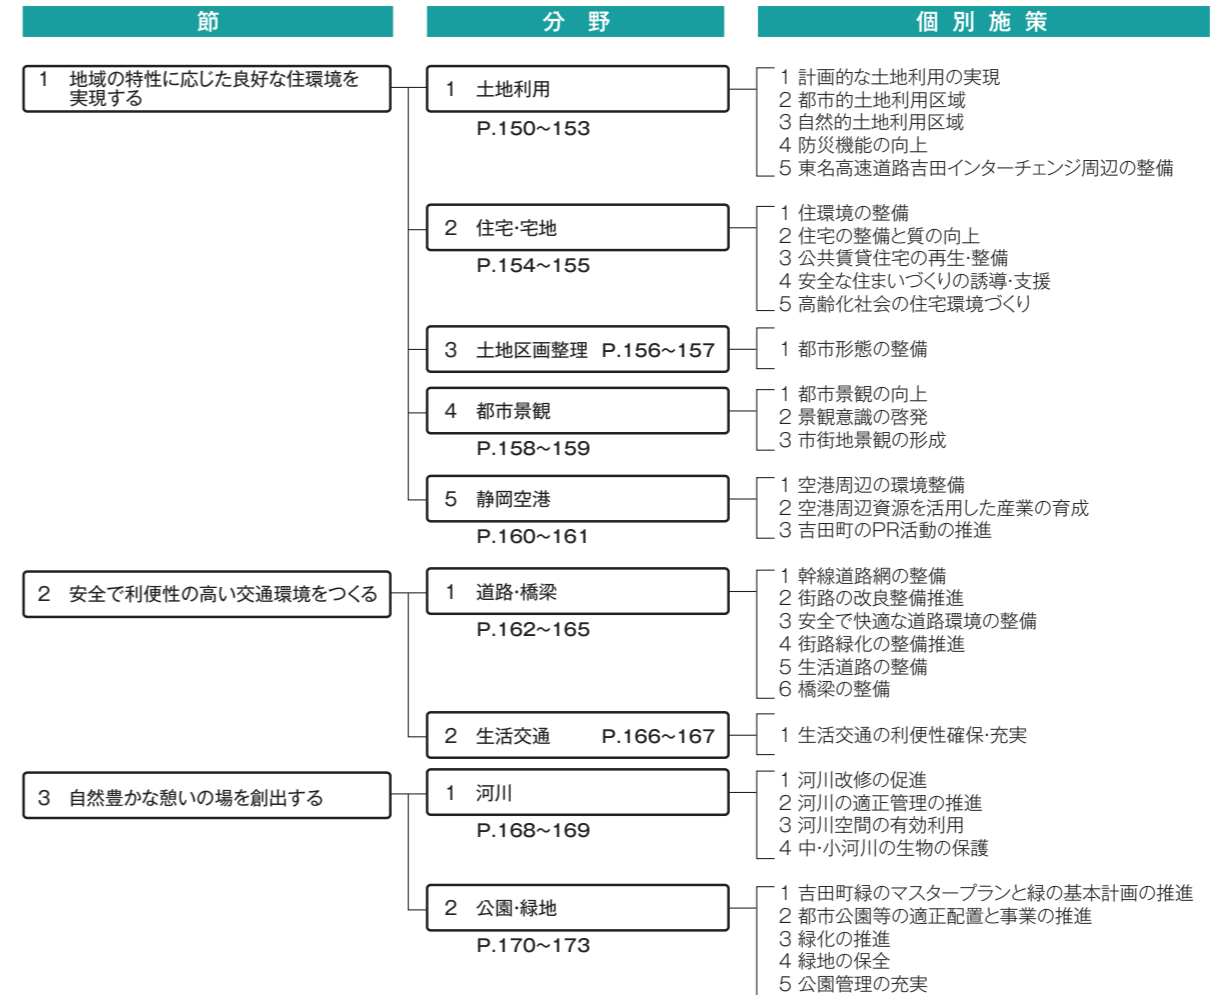 節
分野
個別施策
1 地域の特性に応じた良好な住環境を
実現する
1 土地利用
P.150~153
1 計画的な土地利用の実現
2 都市的土地利用区域
3 自然的土地利用区域
4 防災機能の向上
5 東名高速道路吉田インターチェンジ周辺の整備
2 住宅・宅地
P.154~155
1 住環境の整備
2 住宅の整備と質の向上
3 公共賃貸住宅の再生・整備
4 安全な住まいづくりの誘導・支援
5 高齢化社会の住宅環境づくり
3 土地区画整理 P.156~157
1 都市形態の整備
4 都市景観
P.158~159
1 都市景観の向上
2 景観意識の啓発
3 市街地景観の形成
5 静岡空港
P.160~161
1 空港周辺の環境整備
2 空港周辺資源を活用した産業の育成
3 吉田町のPR活動の推進
2 安全で利便性の高い交通環境をつくる
1 道路・橋梁
P.162~165
1 幹線道路網の整備
2 街路の改良整備推進
3 安全で快適な道路環境の整備
4 街路緑化の整備推進
5 生活道路の整備
6 橋梁の整備
2 生活交通 P.166~167
1 生活交通の利便性確保・充実
3 自然豊かな憩いの場を創出する
1 河川
P.168~169
1 河川改修の促進
2 河川の適正管理の推進
3 河川空間の有効利用
4 中・小河川の生物の保護
2 公園・緑地
P.170~173
1 吉田町緑のマスタープランと緑の基本計画の推進
2 都市公園等の適正配置と事業の推進
3 緑化の推進
4 緑地の保全
5 公園管理の充実